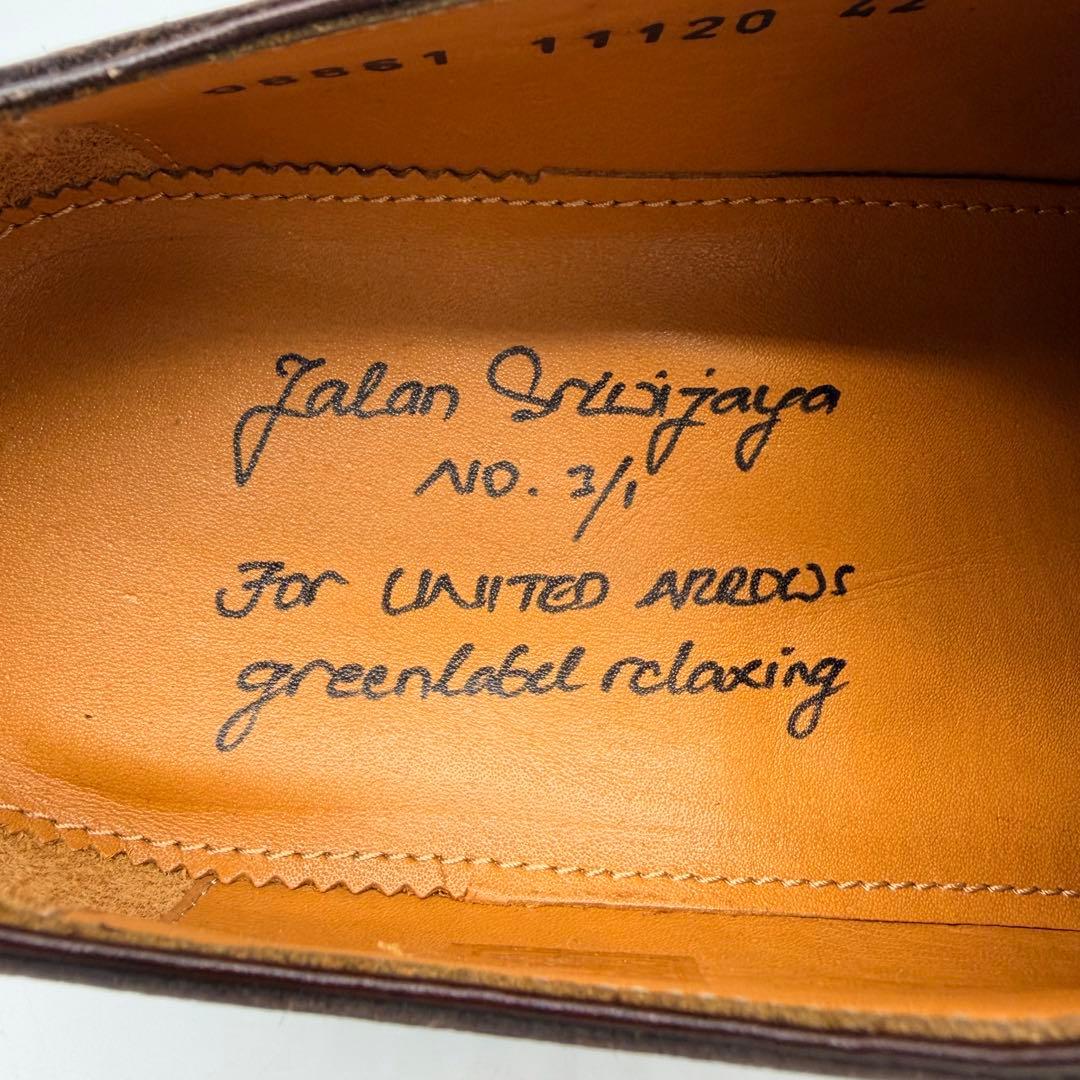 11120
Jalan Sriwijaya
NO. 3/1
For UNITED ARROWS
greenlabel relaxing